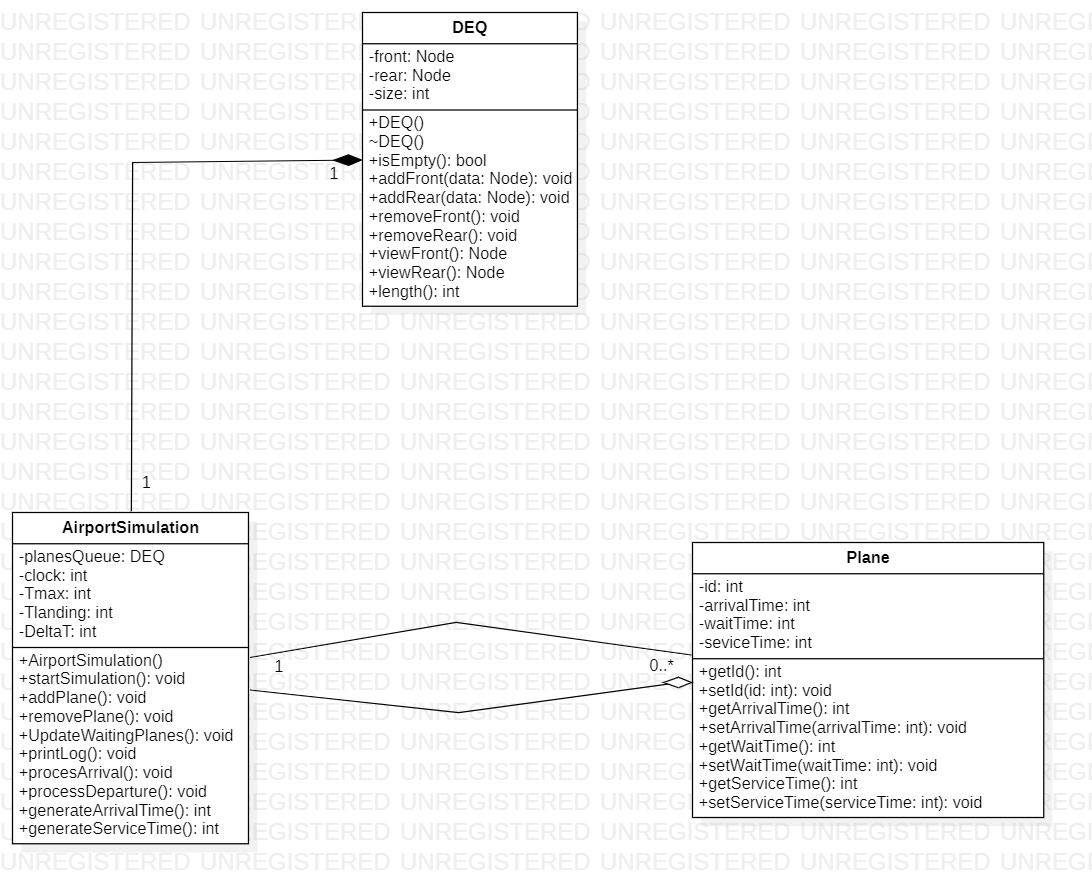 DEQ
-front: Node
-rear: Node
-size: int
+DEQ()
~DEQ()
+isEmpty(): bool
+addFront(data: Node): void
+addRear(data: Node): void
+removeFront(): void
+removeRear(): void
+viewFront(): Node
+viewRear(): Node
+length(): int
1
1
AirportSimulation
-planesQueue: DEQ
-clock: int
-Tmax: int
-Tlanding: int
-DeltaT: int
+AirportSimulation()
+startSimulation(): void
+addPlane(): void
+removePlane(): void
+UpdateWaitingPlanes(): void
+printLog(): void
+procesArrival(): void
+processDeparture(): void
+generateArrivalTime(): int
+generateServiceTime(): int
1
0..*
Plane
-id: int
-arrivalTime: int
-waitTime: int
-seviceTime: int
+getId(): int
+setId(id: int): void
+getArrivalTime(): int
+setArrivalTime(arrivalTime: int): void
+getWaitTime(): int
+setWaitTime(waitTime: int): void
+getServiceTime(): int
+setServiceTime(serviceTime: int): void
UNREGISTERED